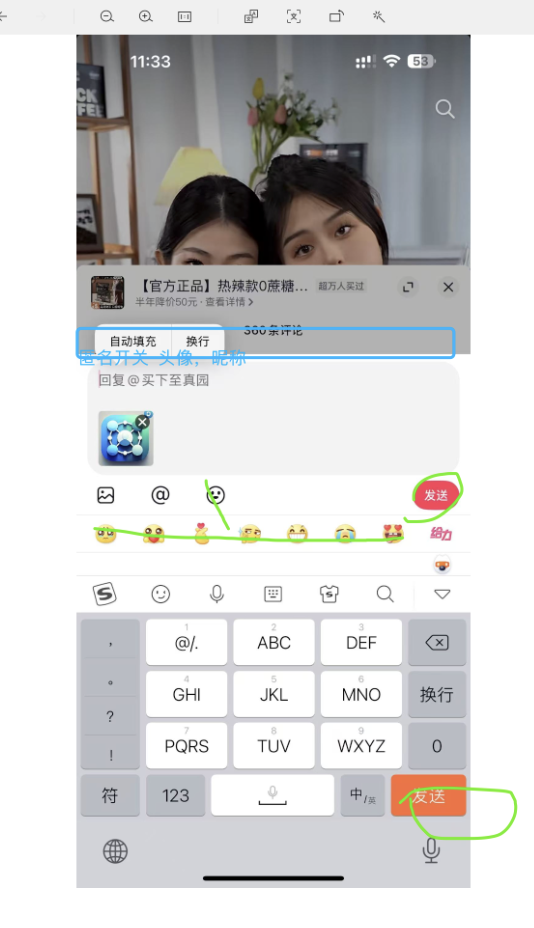 11:33
53
CK
【官方正品】热辣款0蔗糖... 超万人买过
半年降价50元 · 查看详情 >
360条评论
自动填充 换行
匿名开关 头像，昵称
回复@买下至真园
@ 发送
给力
S
S
, 1 @/. 2 ABC 3 DEF
。 4 GHI 5 JKL 6 MNO 换行
? 7 PQRS 8 TUV 9 WXYZ 0
!
符 123 中/英 发送